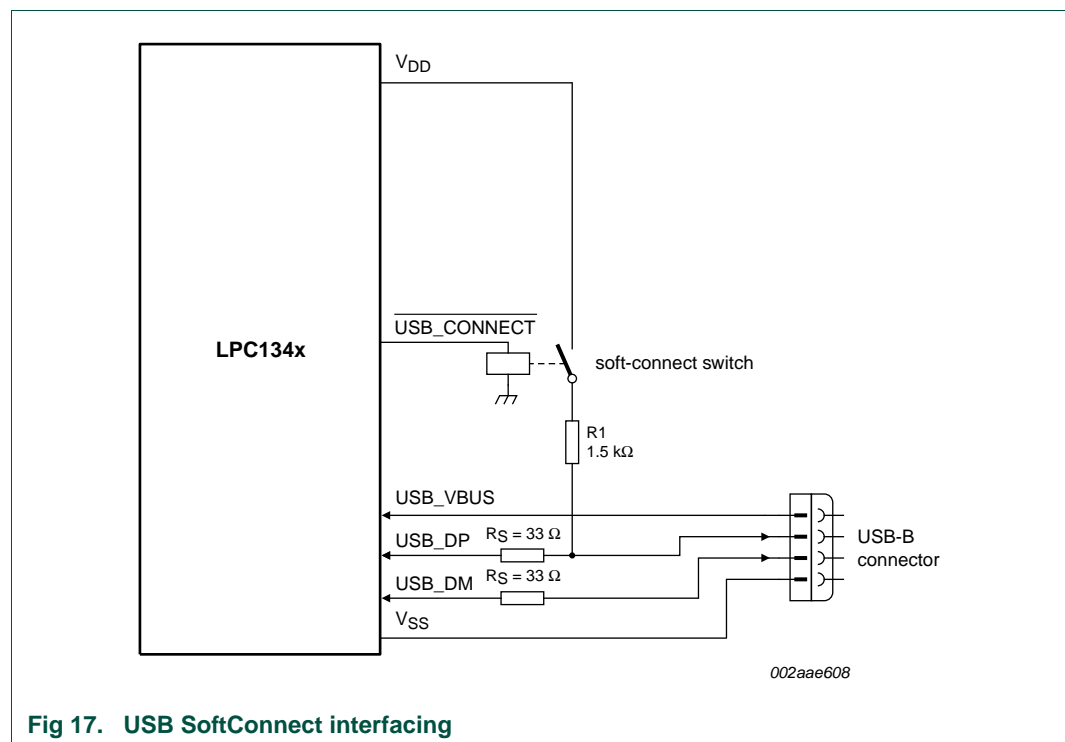 VDD
USB_CONNECT
LPC134x
soft-connect switch
R1
1.5 kΩ
USB_VBUS
USB_DP
RS = 33 Ω
USB-B
connector
USB_DM
RS = 33 Ω
VSS
002aae608
Fig 17. USB SoftConnect interfacing